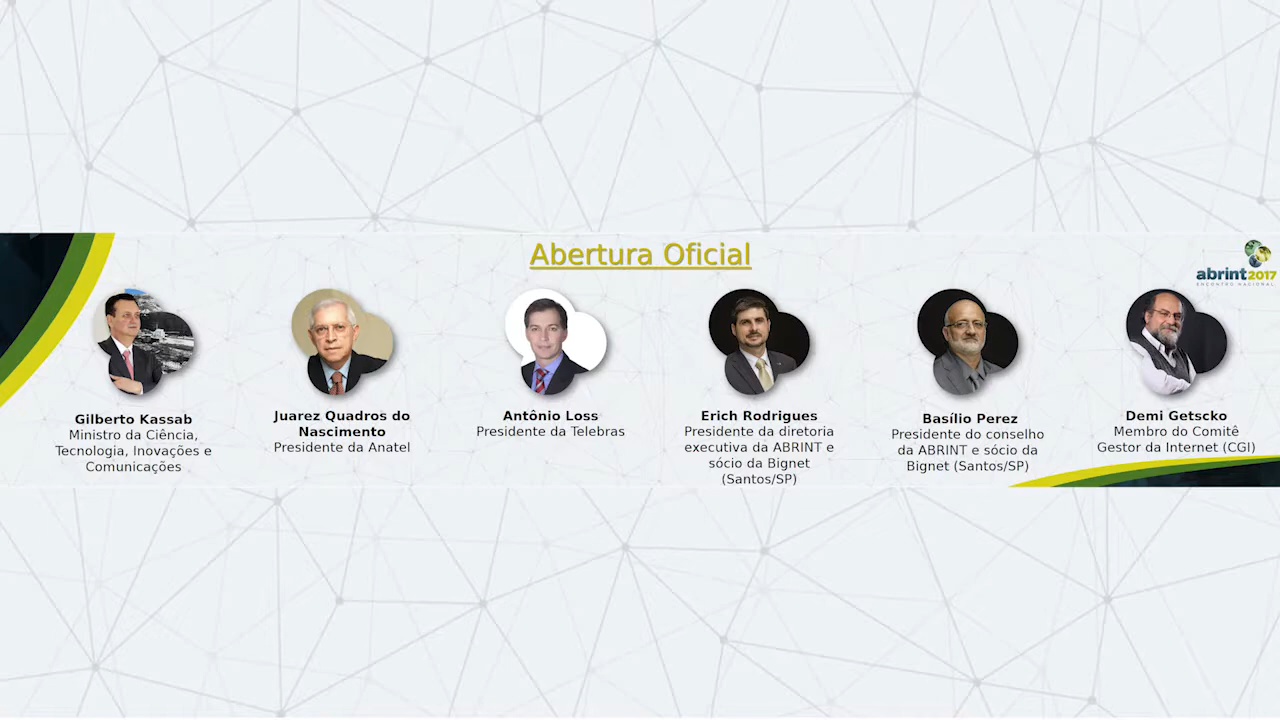 Abertura Oficial
abrint 2017
ENCONTRO NACIONAL
Gilberto Kassab
Ministro da Ciência,
Tecnologia, Inovações e
Comunicações
Juarez Quadros do
Nascimento
Presidente da Anatel
Antônio Loss
Presidente da Telebras
Erich Rodrigues
Presidente da diretoria
executiva da ABRINT e
sócio da Bignet
(Santos/SP)
Basílio Perez
Presidente do conselho
da ABRINT e sócio da
Bignet (Santos/SP)
Demi Getscko
Membro do Comitê
Gestor da Internet (CGI)